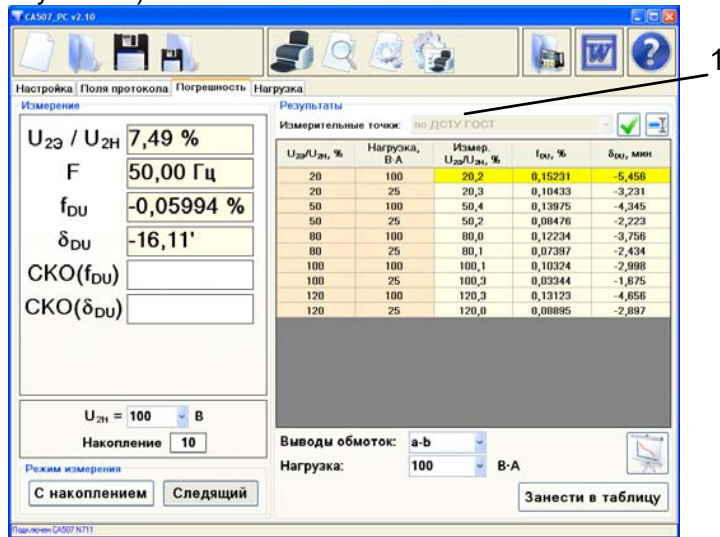 CA507_PC v2.10
1
Настройка Поля протокола Погрешность Нагрузка
Измерение
U2Э / U2Н 7,49 %
F 50,00 Гц
fDU -0,05994 %
δDU -16,11'
СКО(fDU)
СКО(δDU)
U2Н = 100 В
Накопление 10
Режим измерения
С накоплением Следящий
Результаты
Измерительные точки: по ДСТУ ГОСТ
U2Э/U2Н, % Нагрузка, В·А Измер. U2Э/U2Н, % fDU, % δDU, мин
20 100 20,2 0,15231 -5,456
20 25 20,3 0,10433 -3,231
50 100 50,4 0,13975 -4,345
50 25 50,2 0,08476 -2,223
80 100 80,0 0,12234 -3,756
80 25 80,1 0,07397 -2,434
100 100 100,1 0,10324 -2,998
100 25 100,3 0,03344 -1,675
120 100 120,3 0,13123 -4,656
120 25 120,0 0,08895 -2,897
Выводы обмоток: a-b
Нагрузка: 100 В·А
Занести в таблицу
Подключен CA507 N711